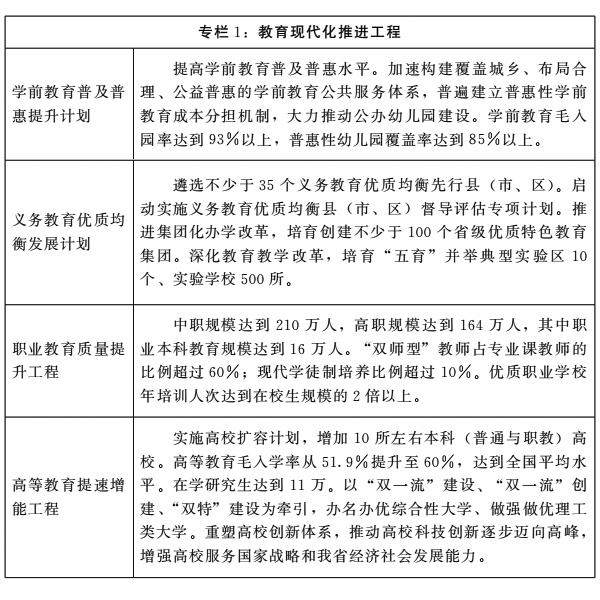 专栏 1：教育现代化推进工程
学前教育普及普
惠提升计划
提高学前教育普及普惠水平。加速构建覆盖城乡、布局合
理、公益普惠的学前教育公共服务体系，普遍建立普惠性学前
教育成本分担机制，大力推动公办幼儿园建设。学前教育毛入
园率达到 93%以上，普惠性幼儿园覆盖率达到 85%以上。
义务教育优质均
衡发展计划
遴选不少于 35 个义务教育优质均衡先行县（市、区）。启
动实施义务教育优质均衡县（市、区）督导评估专项计划。推
进集团化办学改革，培育创建不少于 100 个省级优质特色教育
集团。深化教育教学改革，培育“五育”并举典型实验区 10
个、实验学校 500 所。
职业教育质量提
升工程
中职规模达到 210 万人，高职规模达到 164 万人，其中职
业本科教育规模达到 16 万人。“双师型”教师占专业课教师的
比例超过 60%；现代学徒制培养比例超过 10%。优质职业学校
年培训人次达到在校生规模的 2 倍以上。
高等教育提速增
能工程
实施高校扩容计划，增加 10 所左右本科（普通与职教）高
校。高等教育毛入学率从 51.9%提升至 60%，达到全国平均水
平。在学研究生达到 11 万。以“双一流”建设、“双一流”创
建、“双特”建设为牵引，办名办优综合性大学、做强做优理工
类大学。重塑高校创新体系，推动高校科技创新逐步迈向高峰，
增强高校服务国家战略和我省经济社会发展能力。